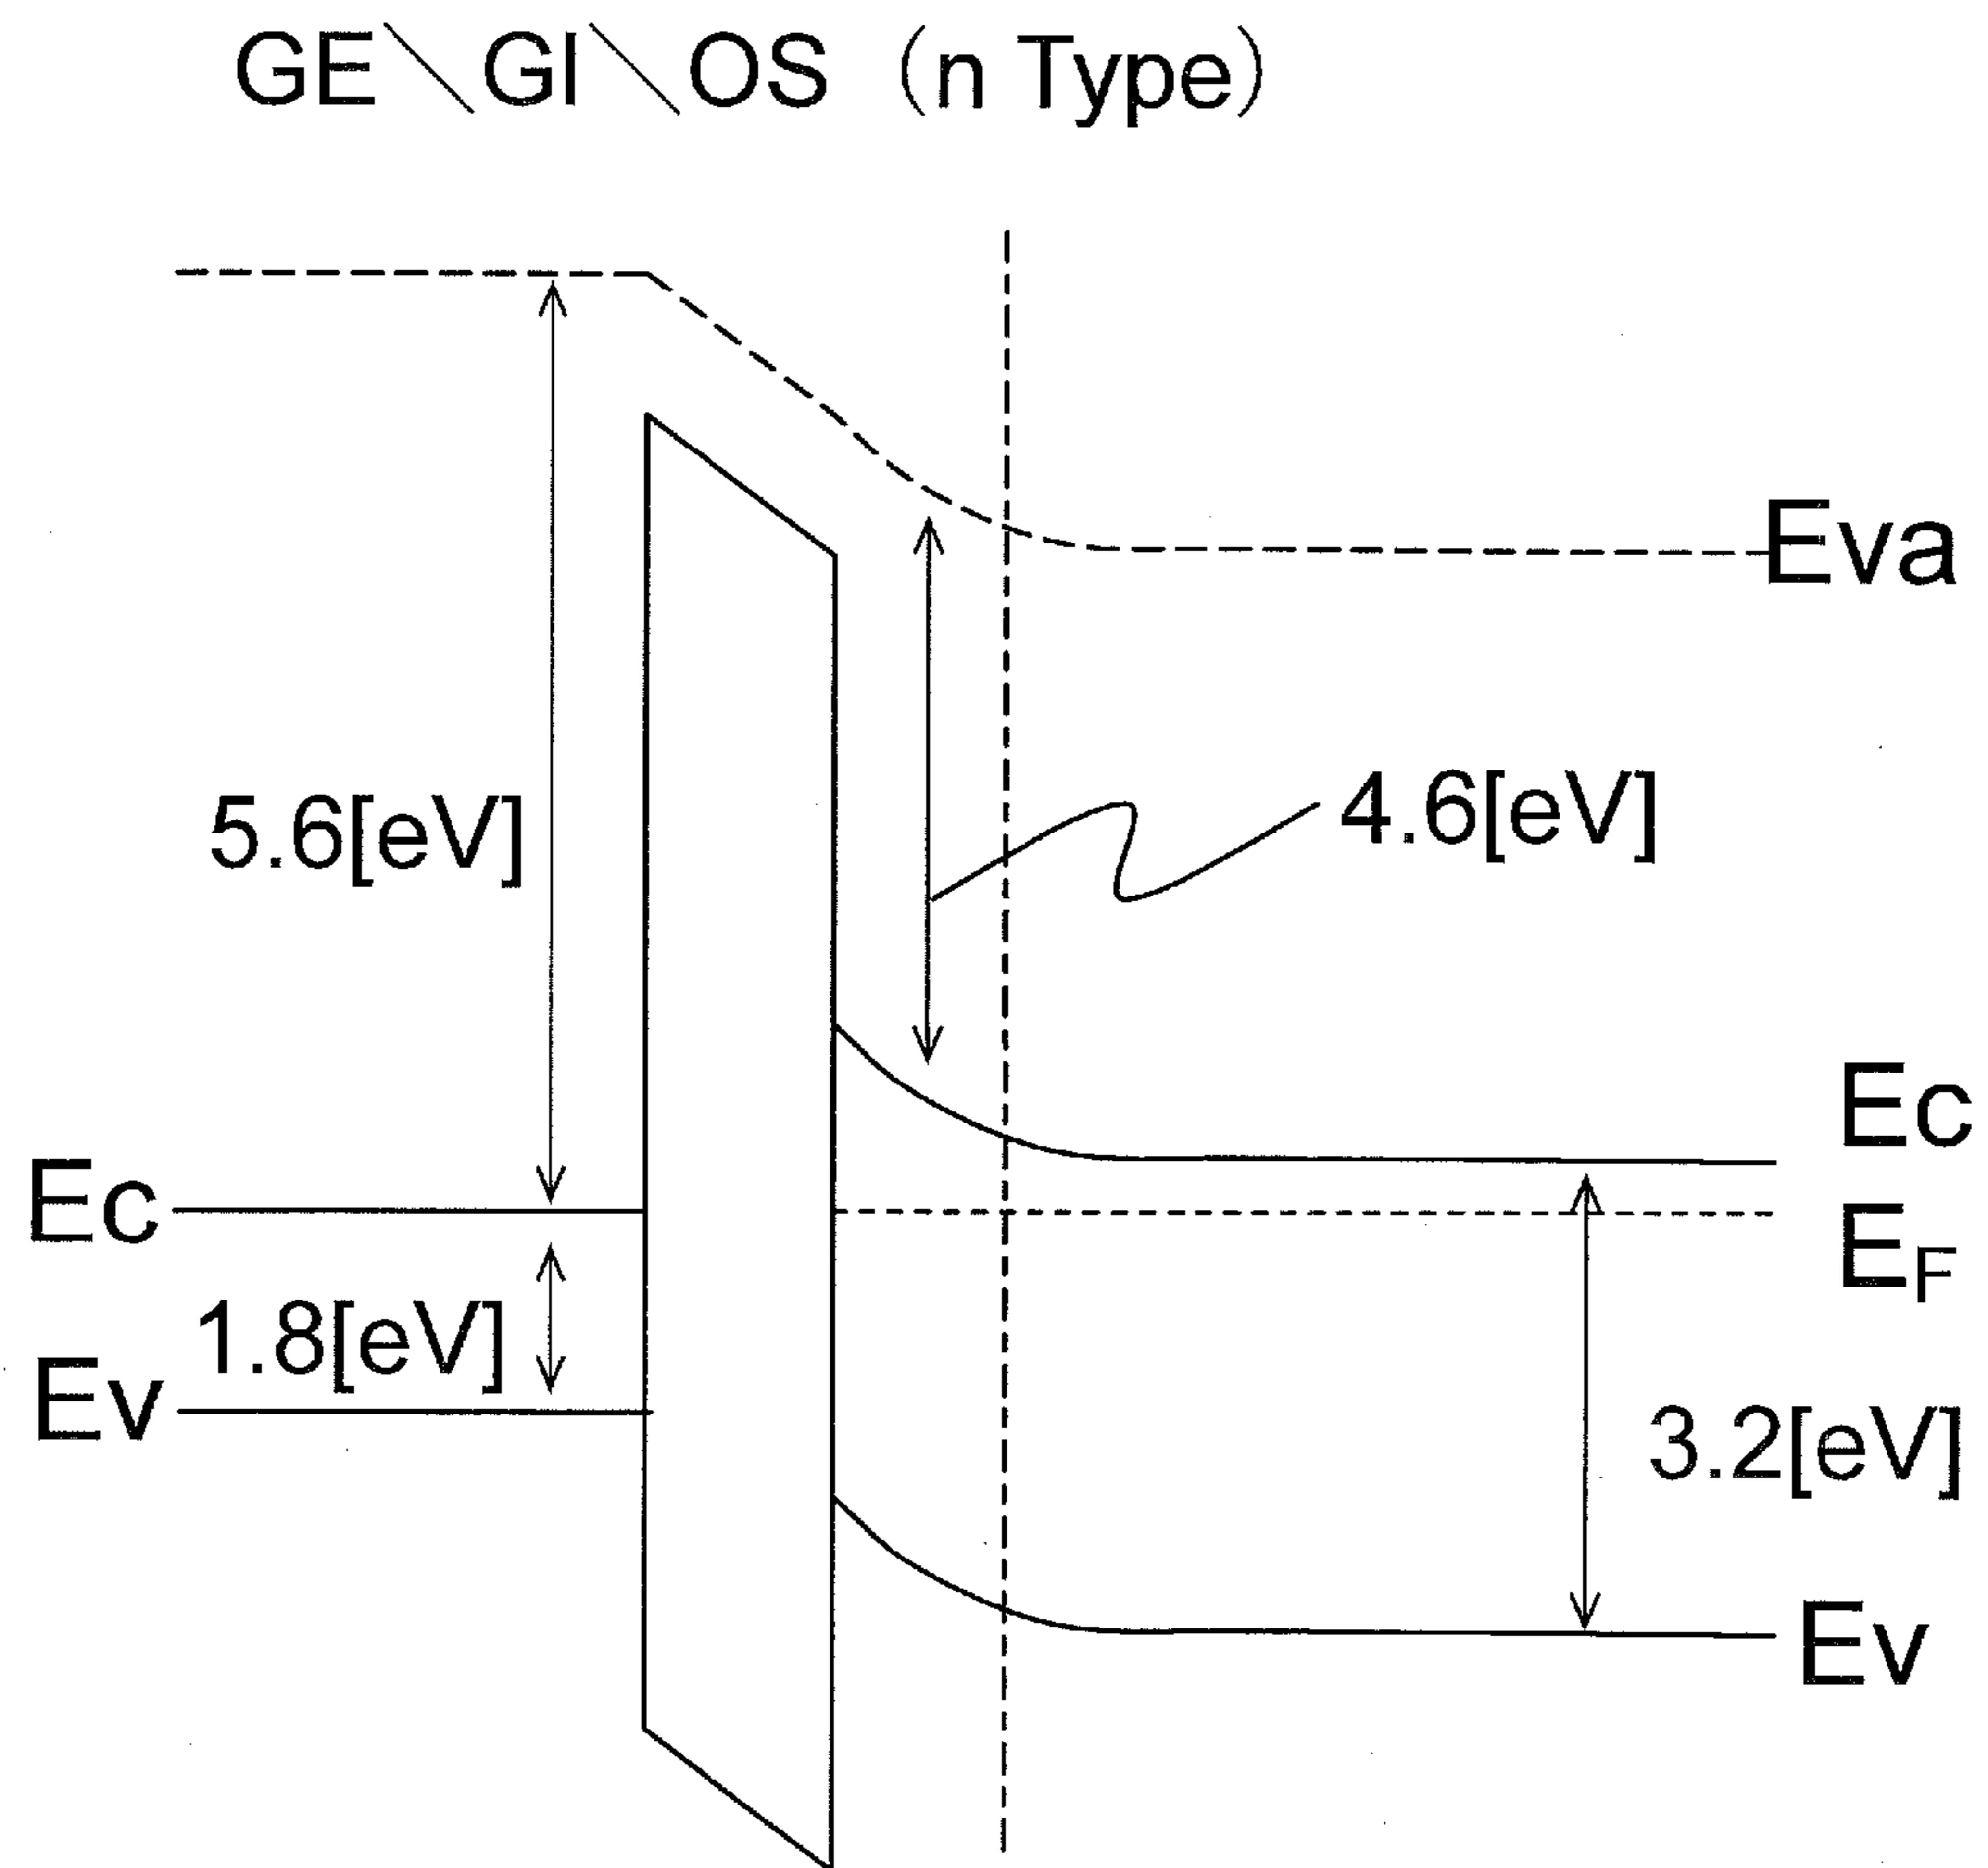 GE＼GI＼OS (n Type)
Eva
5.6[eV]
4.6[eV]
Ec
Ec
EF
1.8[eV]
Ev
3.2[eV]
Ev